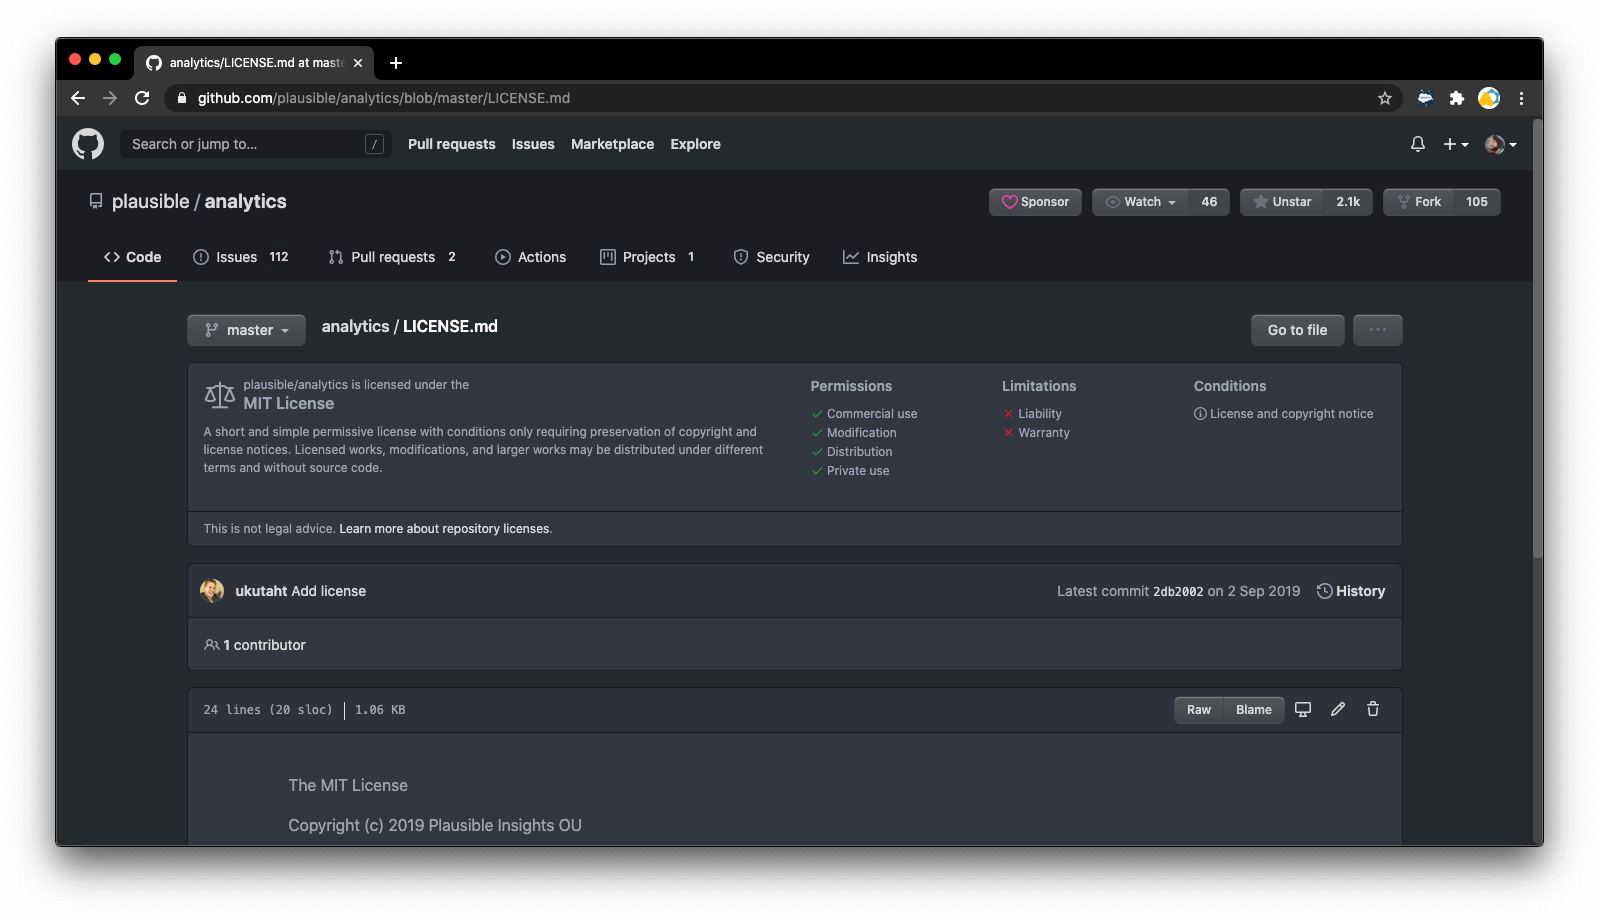 analytics/LICENSE.md at maste
github.com/plausible/analytics/blob/master/LICENSE.md
Search or jump to... / Pull requests Issues Marketplace Explore
plausible / analytics Sponsor Watch 46 Unstar 2.1k Fork 105
Code Issues 112 Pull requests 2 Actions Projects 1 Security Insights
master analytics / LICENSE.md Go to file
plausible/analytics is licensed under the
MIT License
A short and simple permissive license with conditions only requiring preservation of copyright and
license notices. Licensed works, modifications, and larger works may be distributed under different
terms and without source code.
Permissions
Commercial use
Modification
Distribution
Private use
Limitations
Liability
Warranty
Conditions
License and copyright notice
This is not legal advice. Learn more about repository licenses.
ukutaht Add license Latest commit 2db2002 on 2 Sep 2019 History
1 contributor
24 lines (20 sloc) 1.06 KB Raw Blame
The MIT License
Copyright (c) 2019 Plausible Insights OU